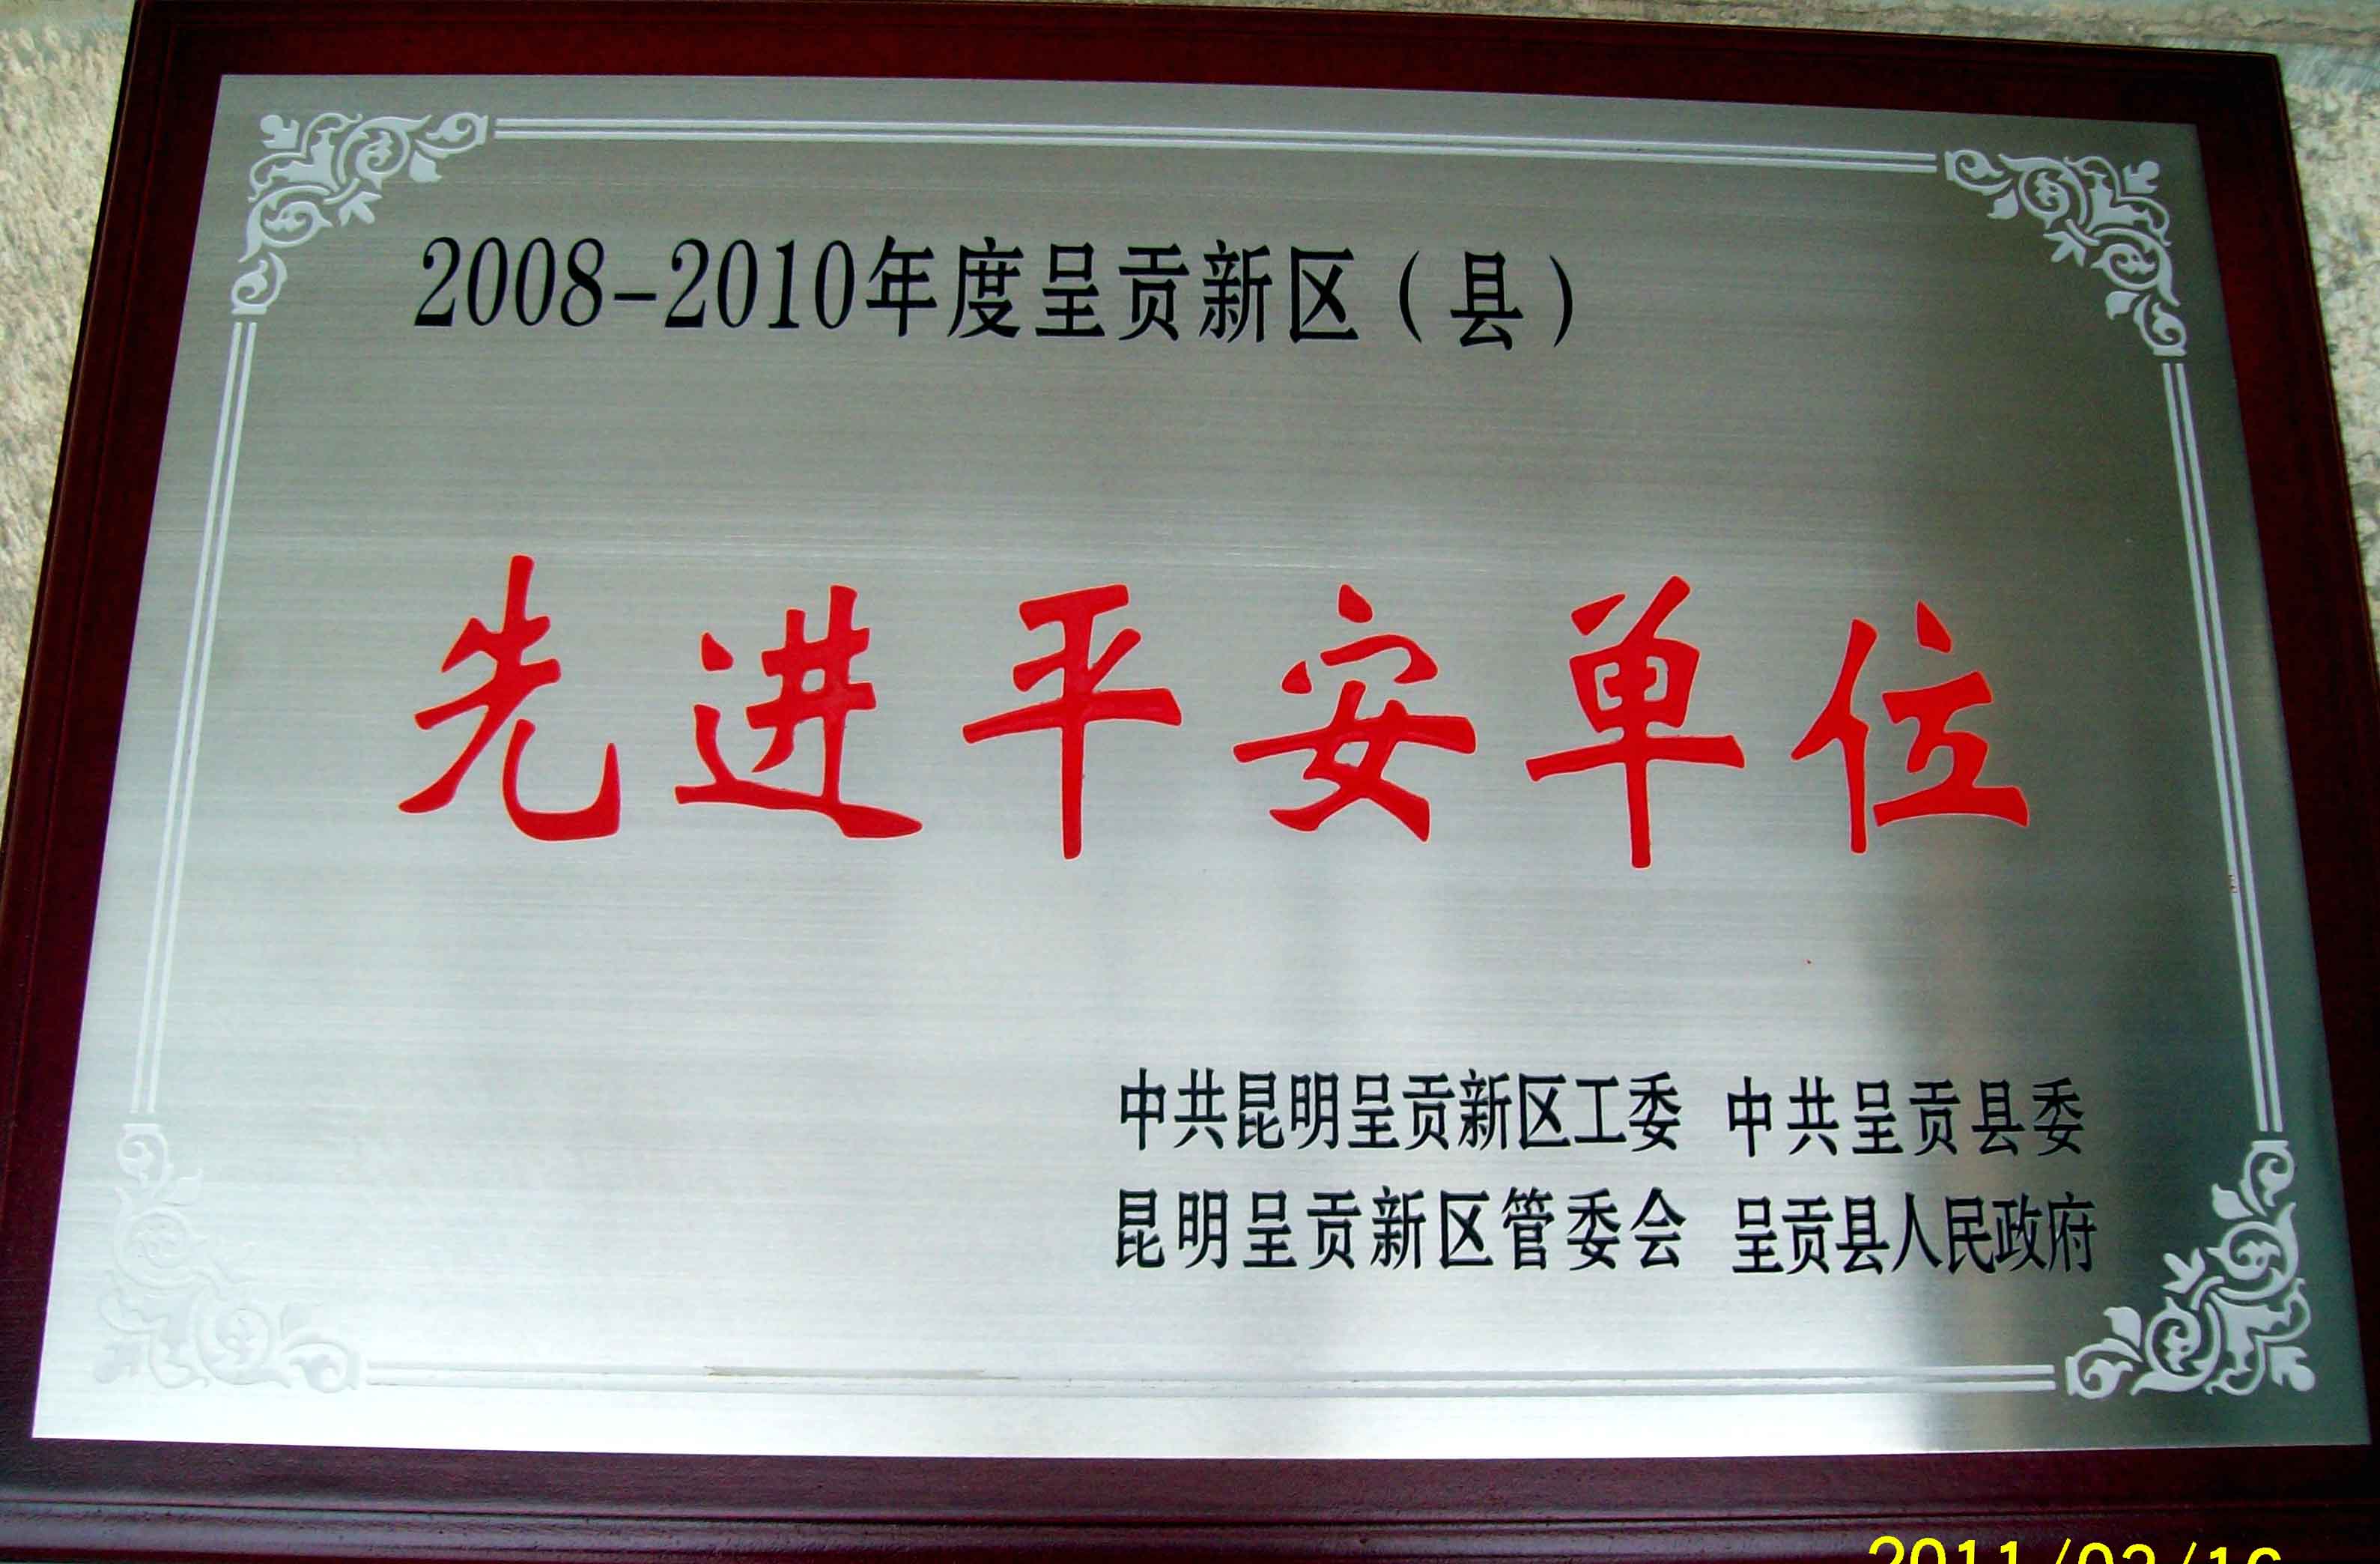 2008-2010年度呈贡新区（县）
先进平安单位
中共昆明呈贡新区工委 中共呈贡县委
昆明呈贡新区管委会 呈贡县人民政府